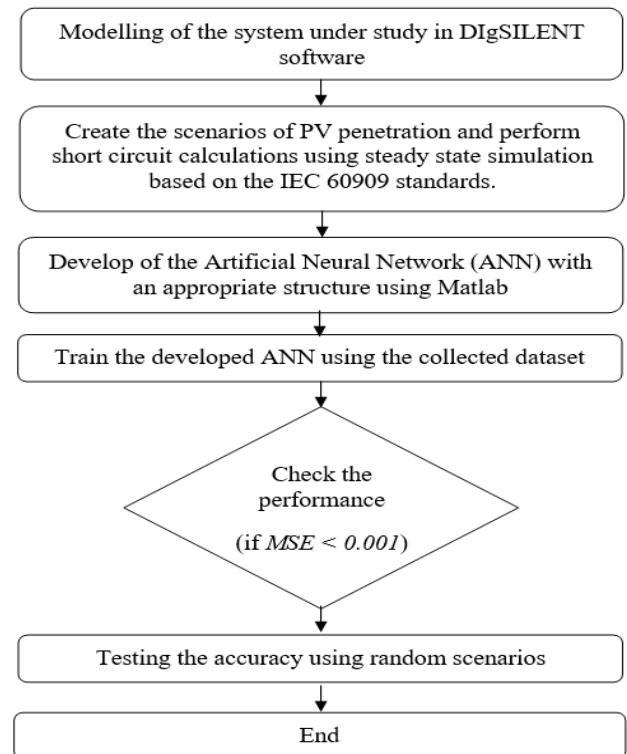 Modelling of the system under study in DIgSILENT
software
Create the scenarios of PV penetration and perform
short circuit calculations using steady state simulation
based on the IEC 60909 standards.
Develop of the Artificial Neural Network (ANN) with
an appropriate structure using Matlab
Train the developed ANN using the collected dataset
Check the
performance
(if MSE < 0.001)
Testing the accuracy using random scenarios
End